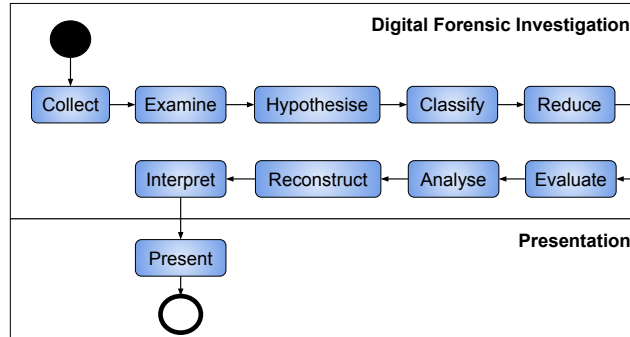 Digital Forensic Investigation
Collect
Examine
Hypothesise
Classify
Reduce
Interpret
Reconstruct
Analyse
Evaluate
Presentation
Present